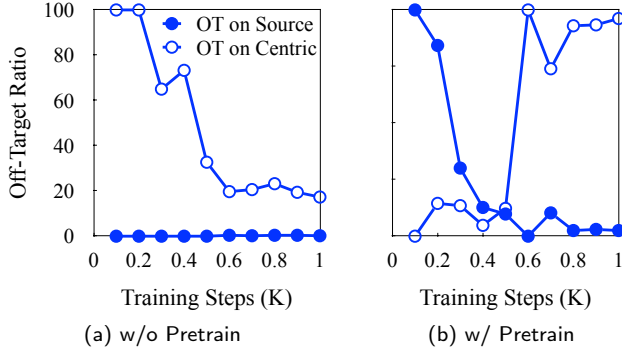 100
80
60
40
20
0
Off-Target Ratio
OT on Source
OT on Centric
0 0.2 0.4 0.6 0.8 1
Training Steps (K)
(a) w/o Pretrain
0 0.2 0.4 0.6 0.8 1
Training Steps (K)
(b) w/ Pretrain